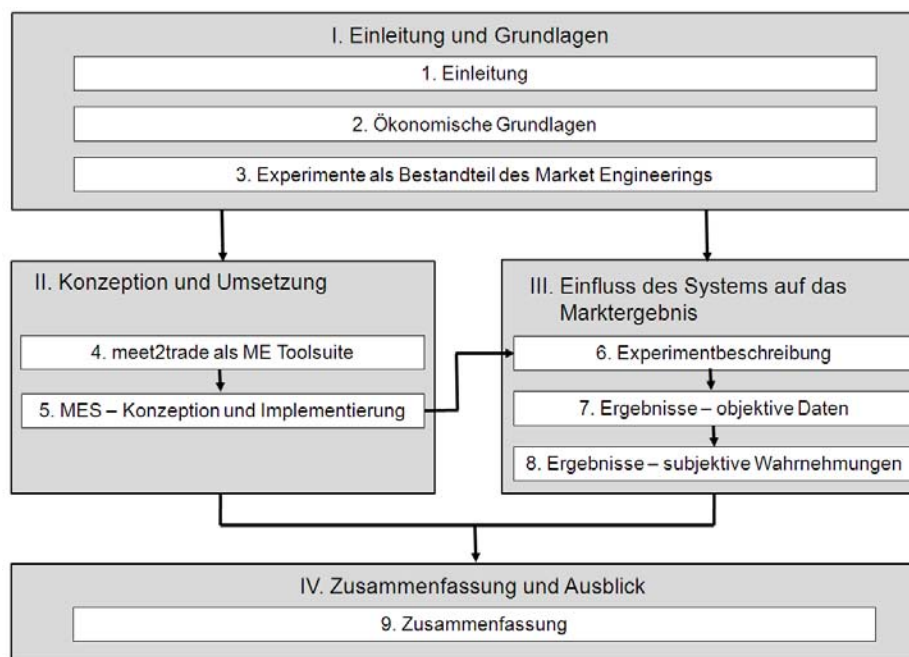 I. Einleitung und Grundlagen
1. Einleitung
2. Ökonomische Grundlagen
3. Experimente als Bestandteil des Market Engineerings
II. Konzeption und Umsetzung
4. meet2trade als ME Toolsuite
5. MES – Konzeption und Implementierung
III. Einfluss des Systems auf das
Marktergebnis
6. Experimentbeschreibung
7. Ergebnisse – objektive Daten
8. Ergebnisse – subjektive Wahrnehmungen
IV. Zusammenfassung und Ausblick
9. Zusammenfassung